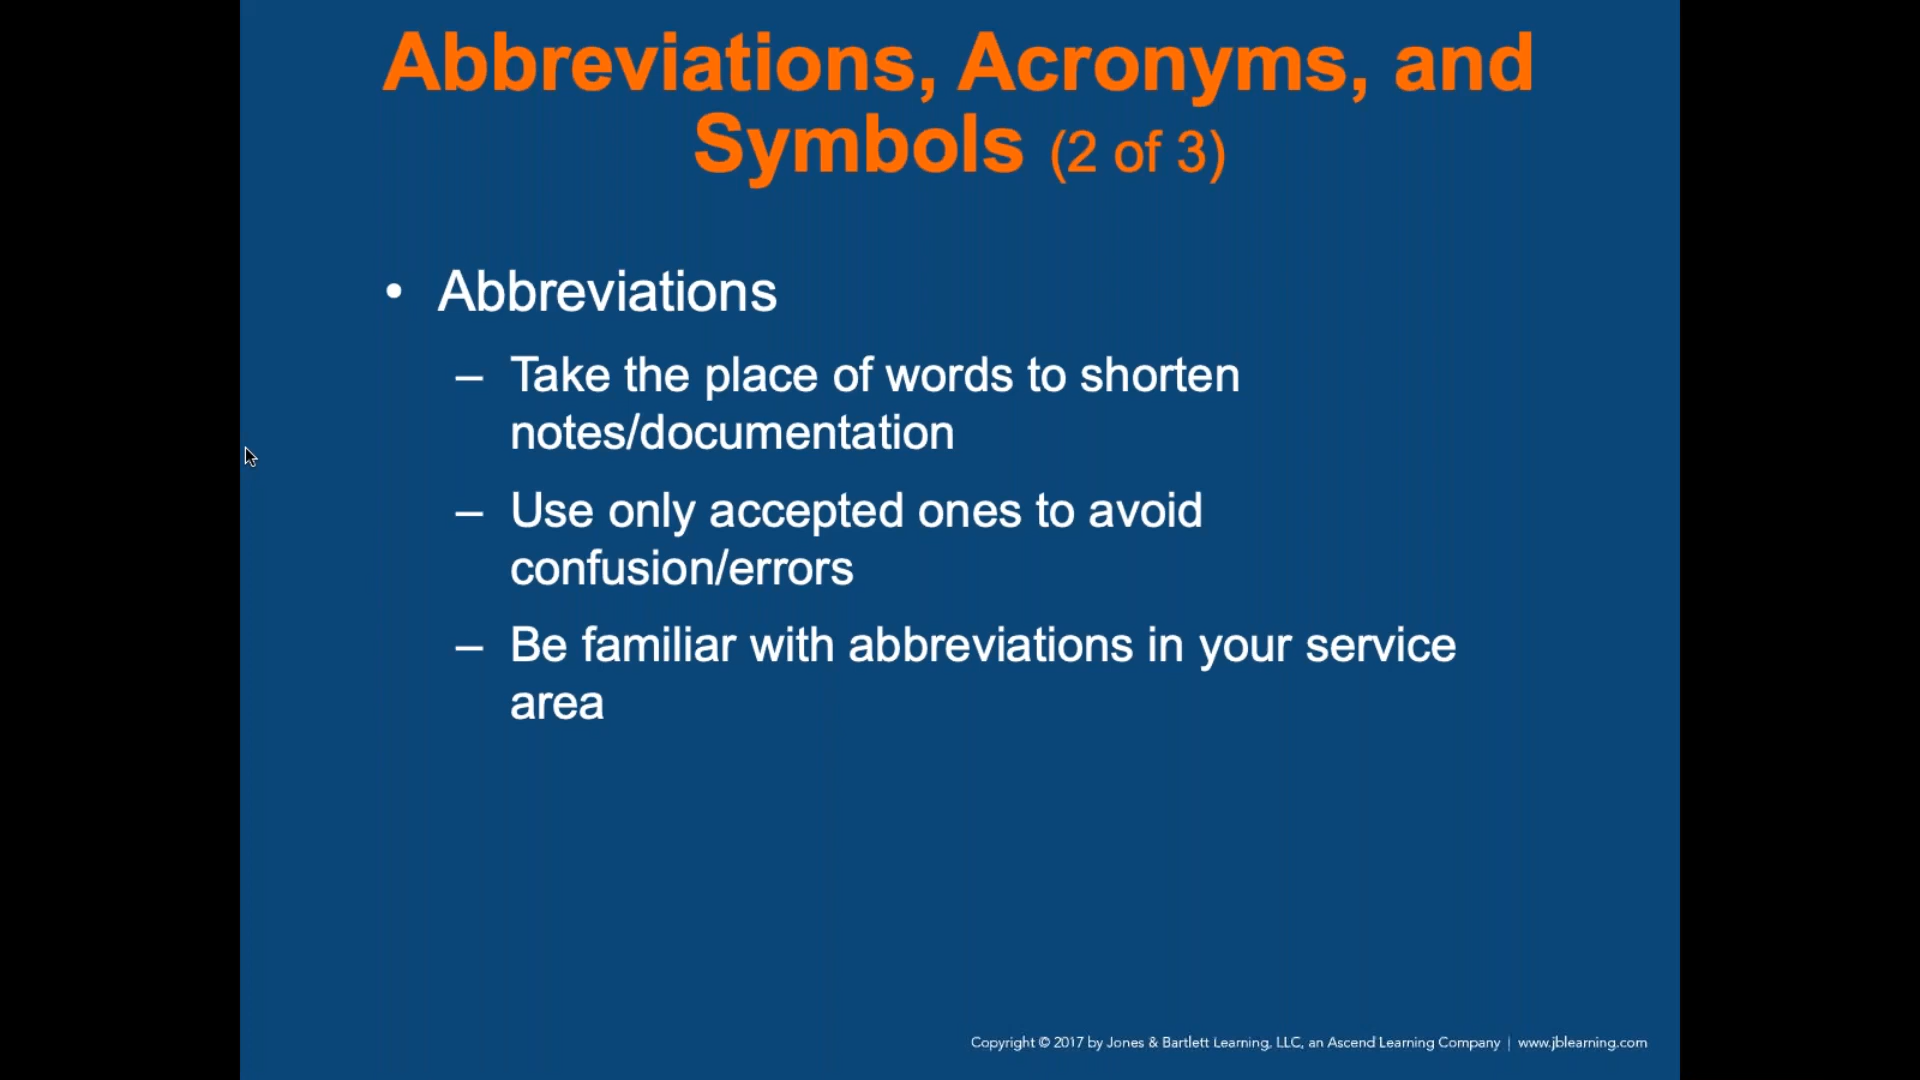 Abbreviations, Acronyms, and
Symbols (2 of 3)
• Abbreviations
– Take the place of words to shorten
notes/documentation
– Use only accepted ones to avoid
confusion/errors
– Be familiar with abbreviations in your service
area
Copyright © 2017 by Jones & Bartlett Learning, LLC, an Ascend Learning Company | www.jblearning.com